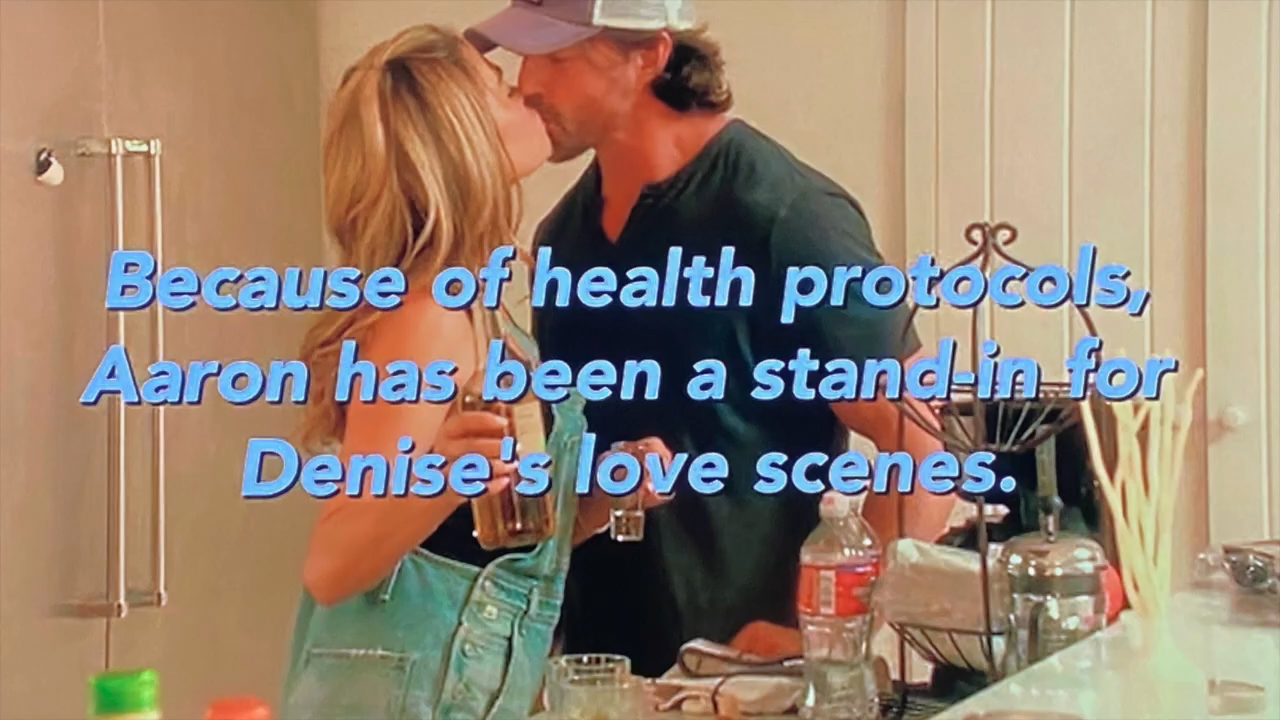 Because of health protocols,
Aaron has been a stand-in for
Denise's love scenes.